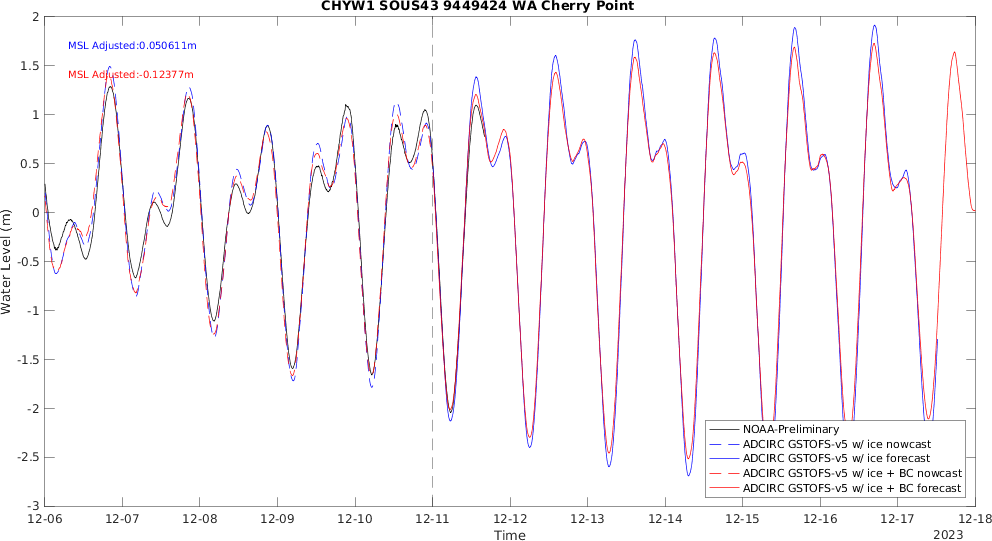 CHYW1 SOUS43 9449424 WA Cherry Point
MSL Adjusted:0.050611m
MSL Adjusted:-0.12377m
Water Level (m)
2
1.5
1
0.5
0
-0.5
-1
-1.5
-2
-2.5
-3
NOAA-Preliminary
ADCIRC GSTOFS-v5 w/ ice nowcast
ADCIRC GSTOFS-v5 w/ ice forecast
ADCIRC GSTOFS-v5 w/ ice + BC nowcast
ADCIRC GSTOFS-v5 w/ ice + BC forecast
12-06 12-07 12-08 12-09 12-10 12-11 12-12 12-13 12-14 12-15 12-16 12-17 12-18
Time
2023